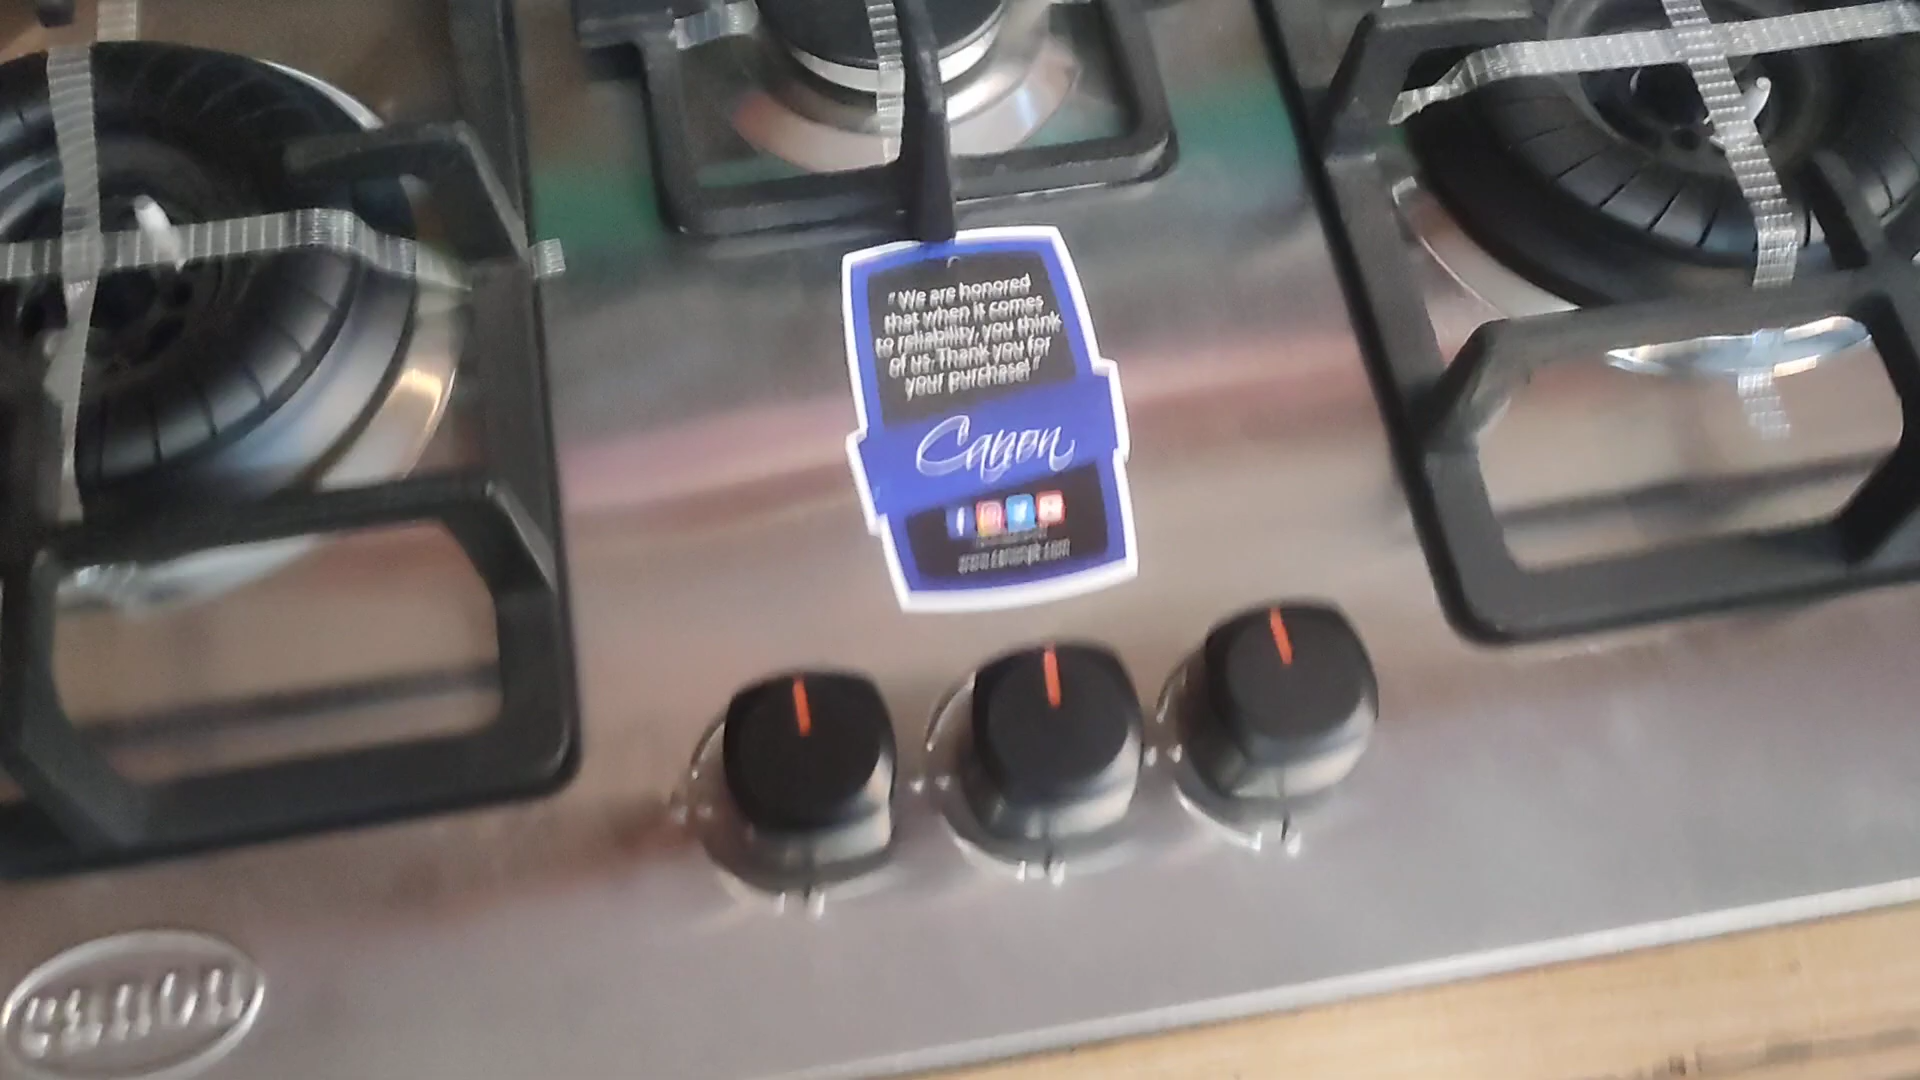 "We are honored
that when it comes
to reliability, you think
of us. Thank you for
your purchase!"
Canon
canon